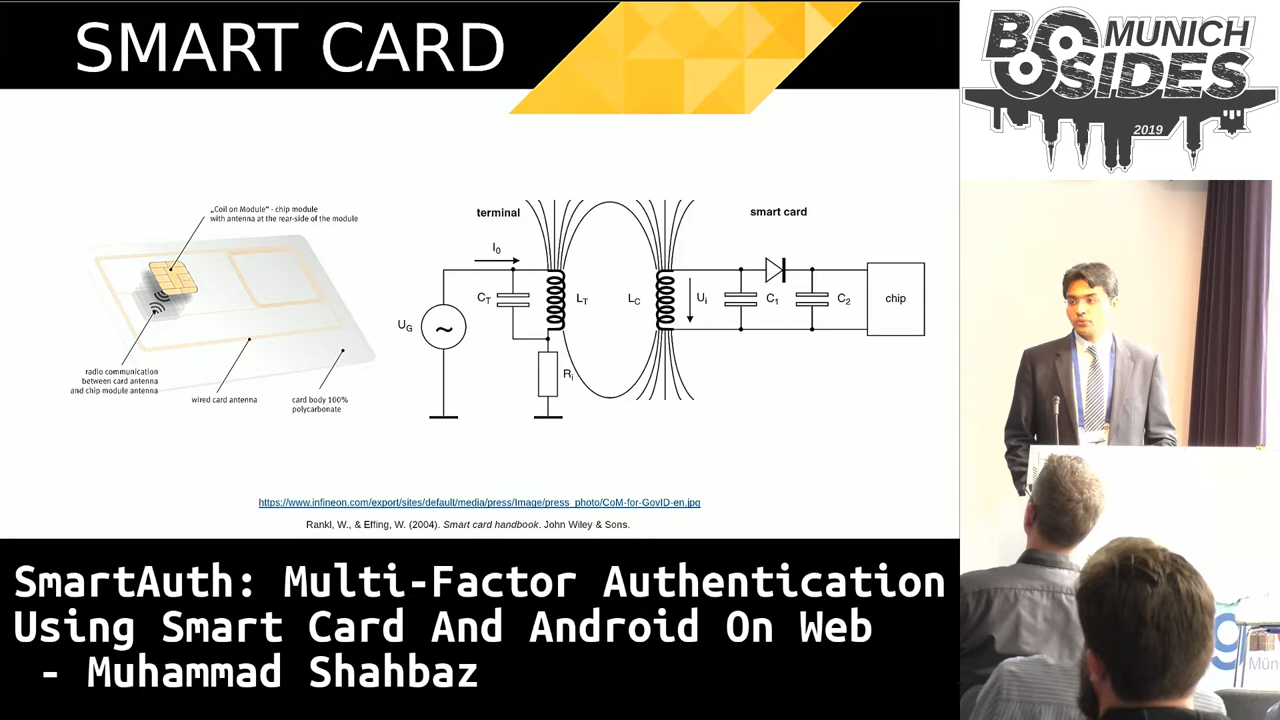 SMART CARD
„Coil on Module" - chip module
with antenna at the rear-side of the module
radio communication
between card antenna
and chip module antenna
wired card antenna
card body 100%
polycarbonate
terminal
smart card
I0
CT
LT
LC
Ui
C1
C2
chip
UG
~
Ri
https://www.infineon.com/export/sites/default/media/press/Image/press_photo/CoM-for-GovID-en.jpg
Rankl, W., & Effing, W. (2004). Smart card handbook. John Wiley & Sons.
SmartAuth: Multi-Factor Authentication
Using Smart Card And Android On Web
- Muhammad Shahbaz
BSIDES
MUNICH
2019
g
Mün